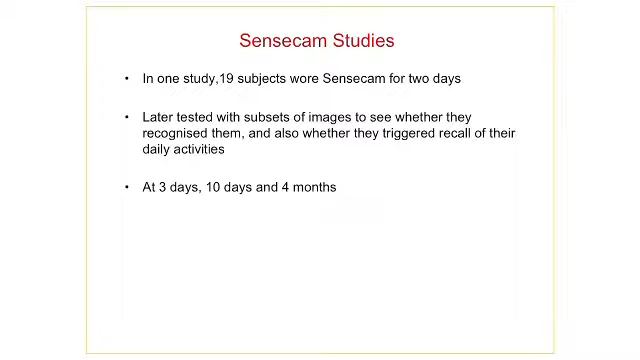 Sensecam Studies
• In one study,19 subjects wore Sensecam for two days
• Later tested with subsets of images to see whether they
recognised them, and also whether they triggered recall of their
daily activities
• At 3 days, 10 days and 4 months